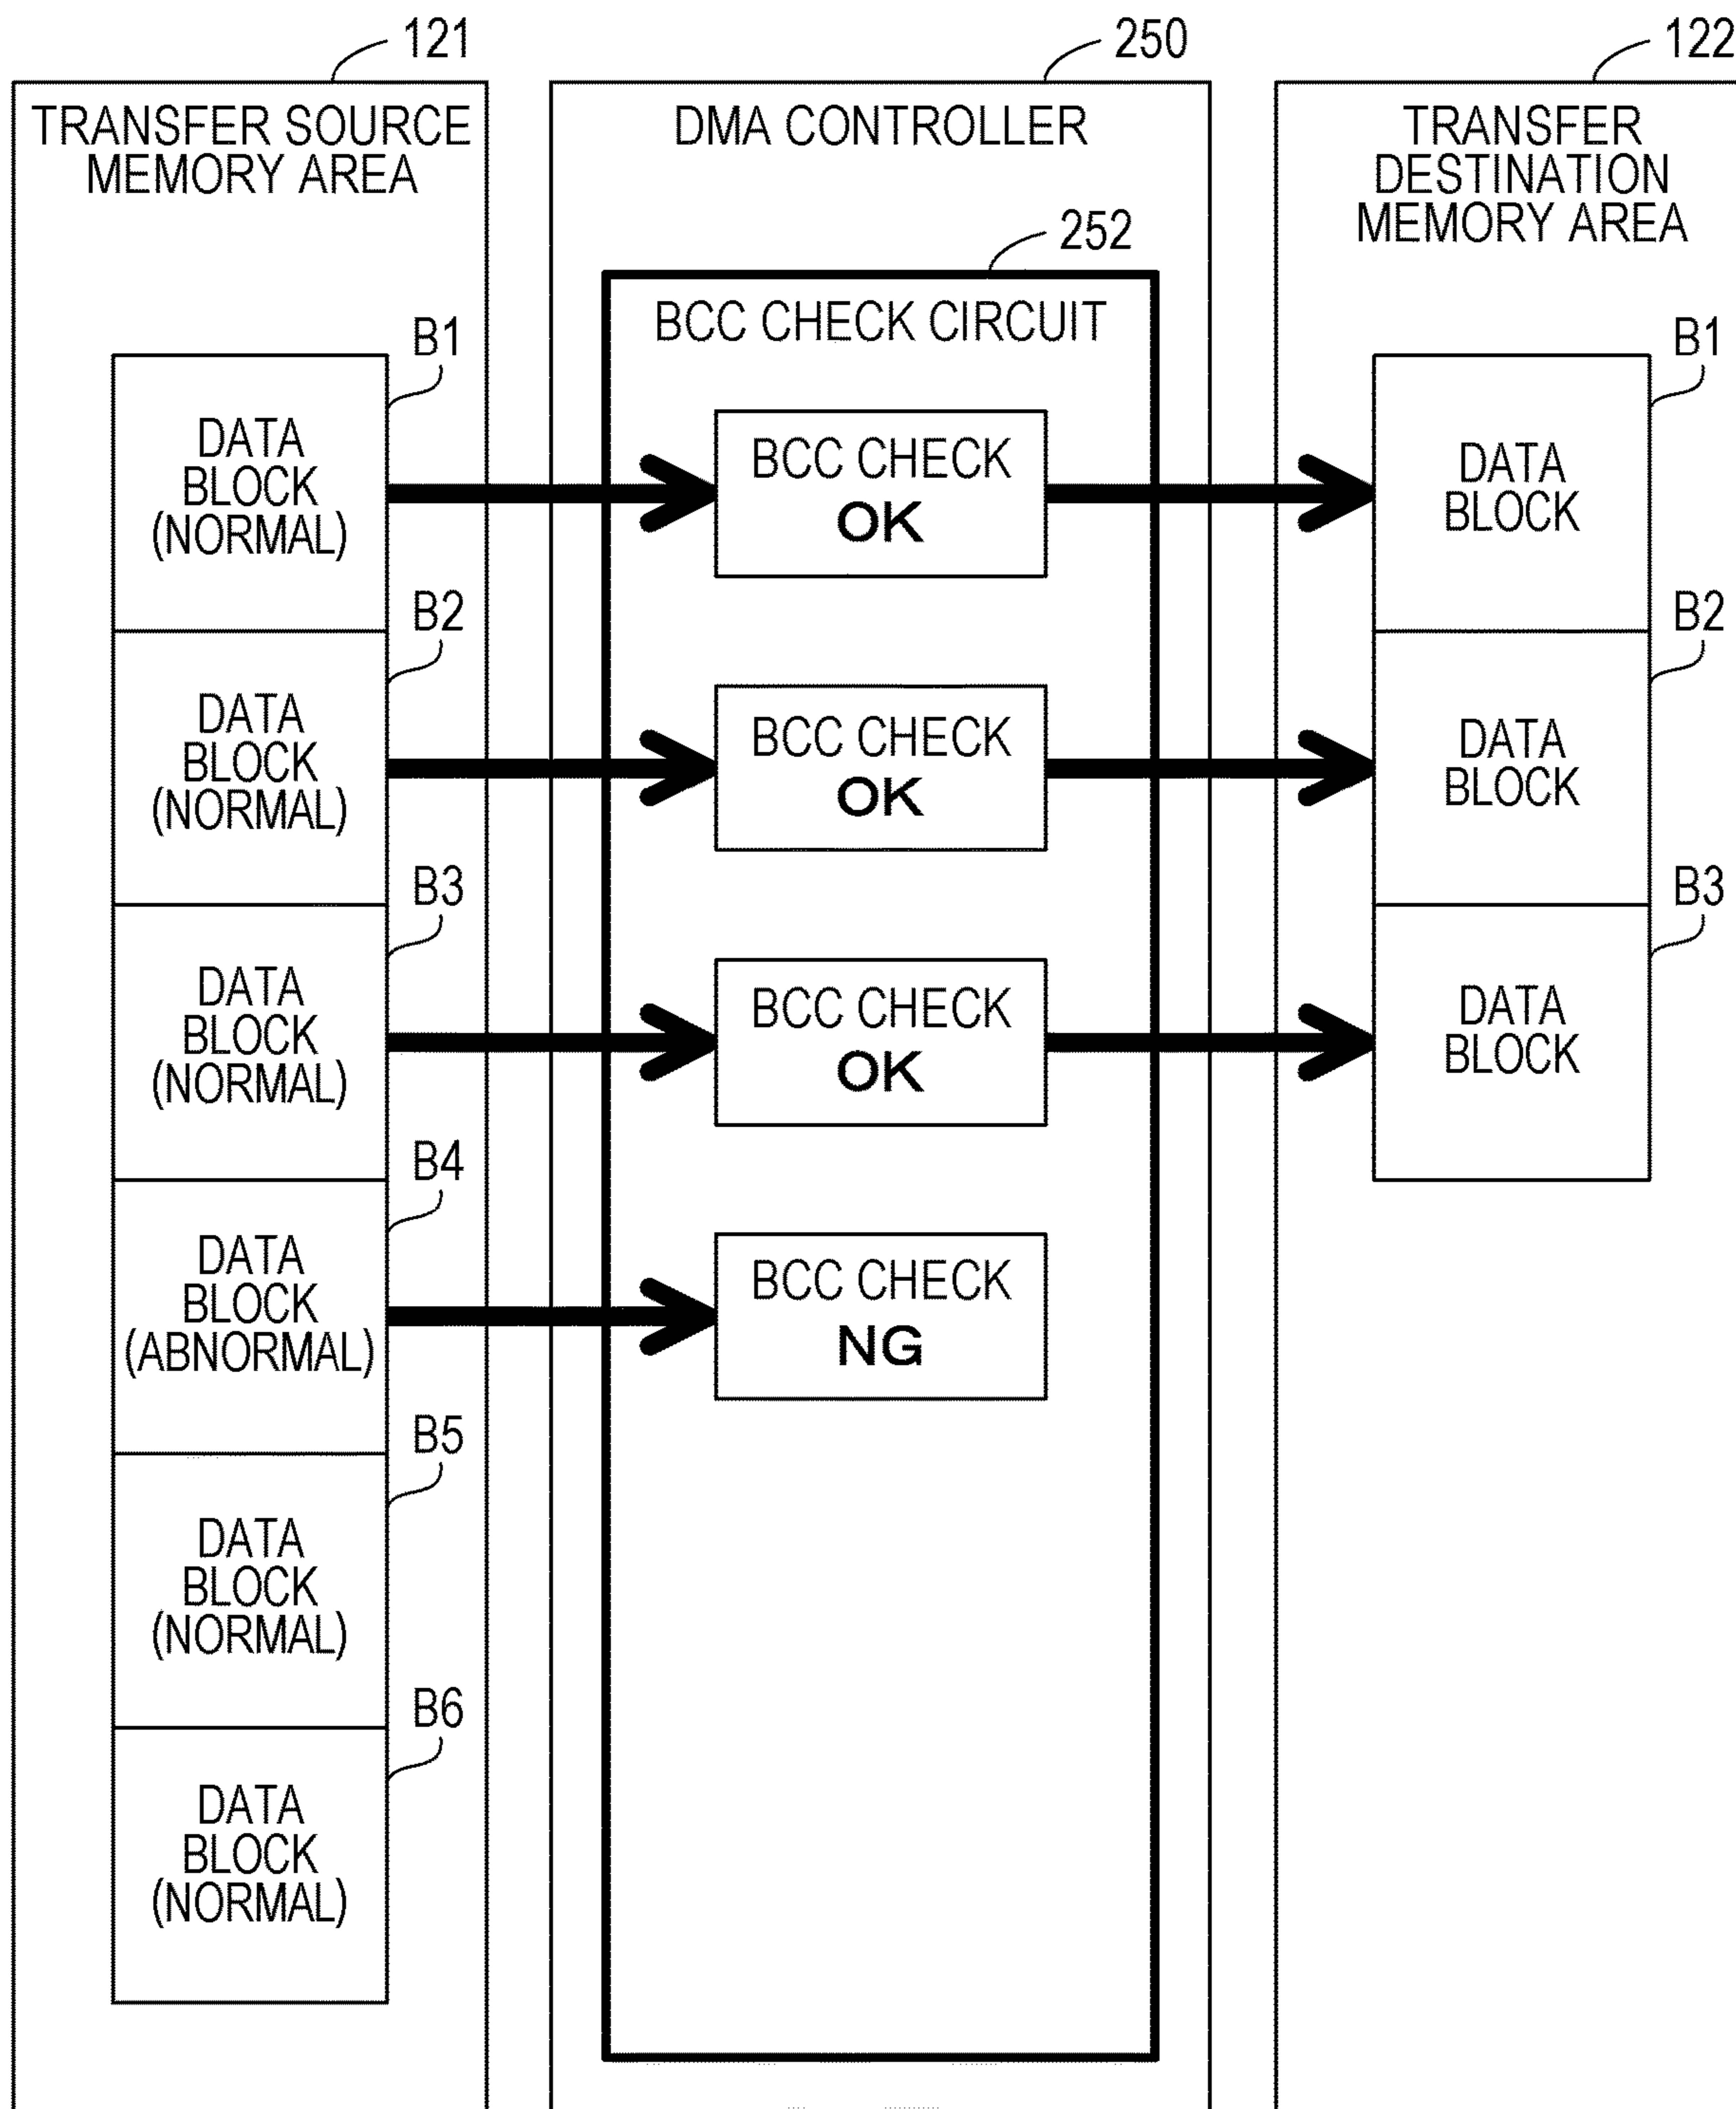 121
250
122
TRANSFER SOURCE
MEMORY AREA
DMA CONTROLLER
TRANSFER
DESTINATION
MEMORY AREA
252
BCC CHECK CIRCUIT
B1
DATA
BLOCK
(NORMAL)
BCC CHECK
OK
B1
DATA
BLOCK
B2
DATA
BLOCK
(NORMAL)
BCC CHECK
OK
B2
DATA
BLOCK
B3
DATA
BLOCK
(NORMAL)
BCC CHECK
OK
B3
DATA
BLOCK
B4
DATA
BLOCK
(ABNORMAL)
BCC CHECK
NG
B5
DATA
BLOCK
(NORMAL)
B6
DATA
BLOCK
(NORMAL)